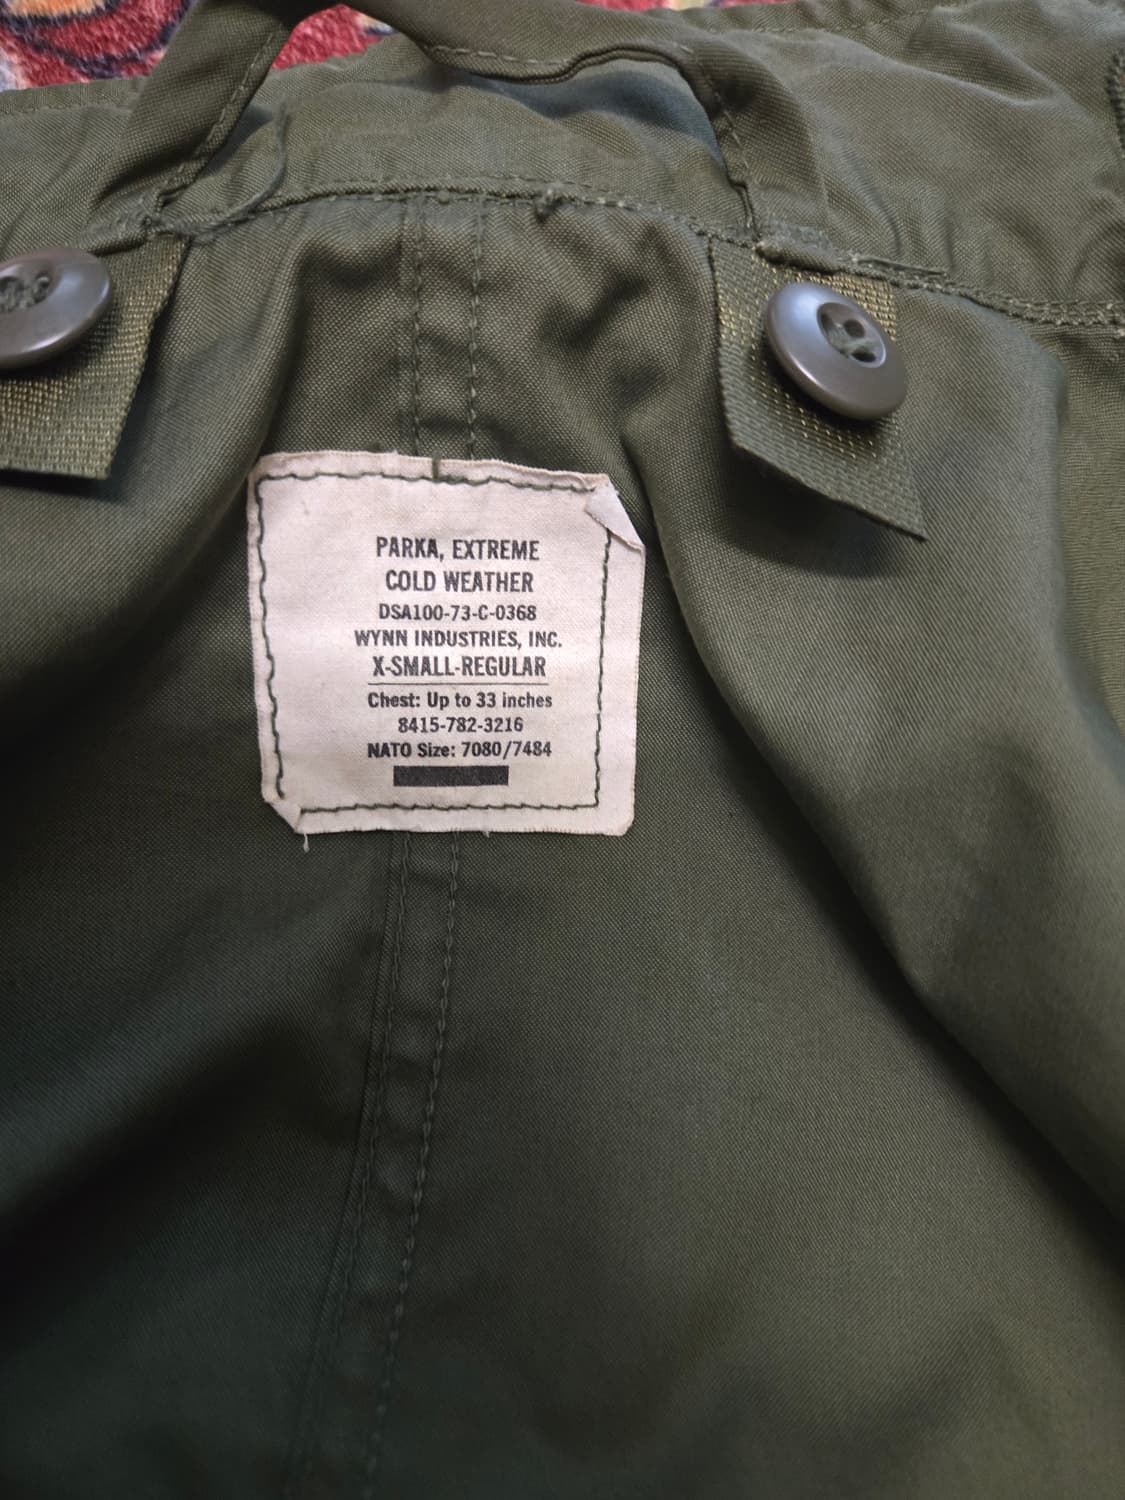 PARKA, EXTREME
COLD WEATHER
DSA100-73-C-0368
WYNN INDUSTRIES, INC.
X-SMALL-REGULAR
Chest: Up to 33 inches
8415-782-3216
NATO Size: 7080/7484